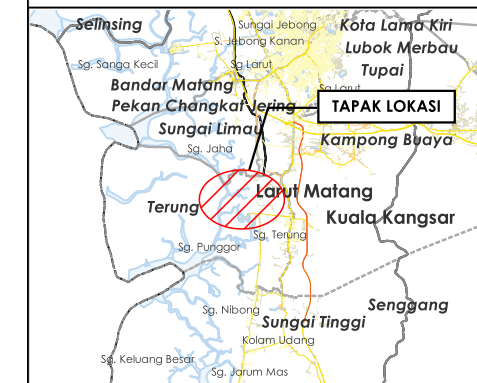 Selinsing
Sungai Jebong
Kota Lama Kiri
S. Jebong Kanan
Lubok Merbau
Sg. Sanga Kecil
Sg Larut
Tupai
Bandar Matang
Sg Larut
Pekan Changkat Jering
TAPAK LOKASI
Sungai Limau
Kampong Buaya
Sg. Jaha
Larut Matang
Terung
Kuala Kangsar
Sg. Terung
Sg. Punggor
Sg. Nibong
Senggang
Sungai Tinggi
Kolam Udang
Sg. Keluang Besar
Sg. Jarum Mas